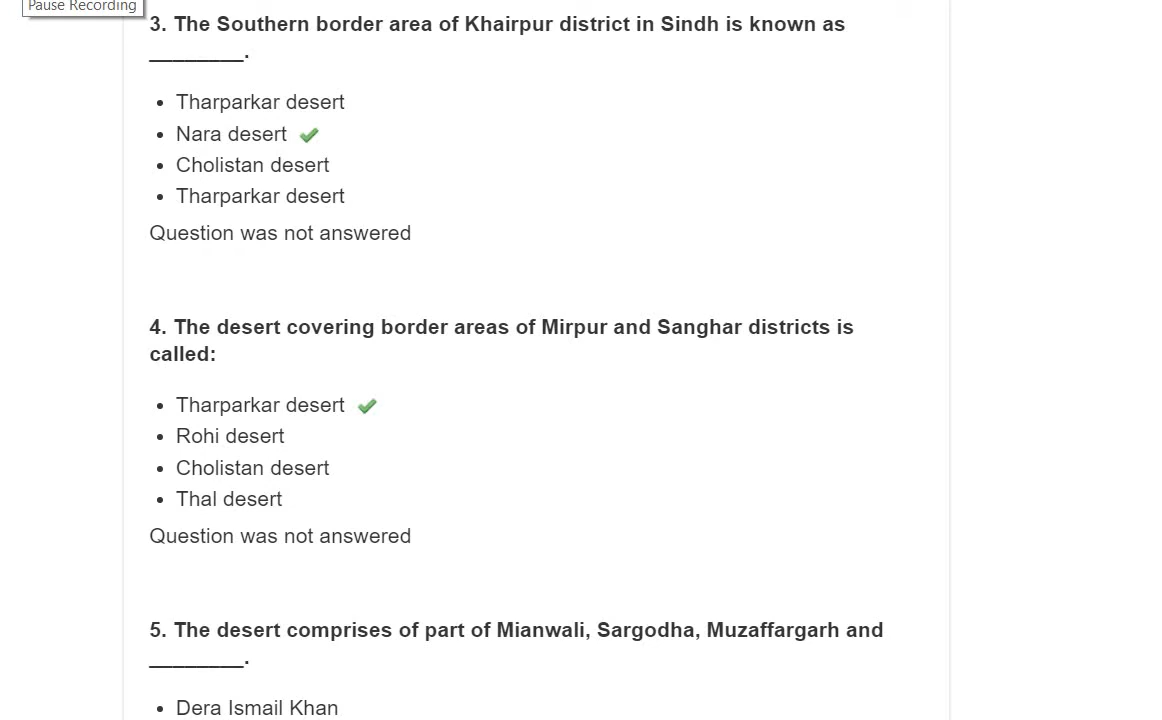 Pause Recording
3. The Southern border area of Khairpur district in Sindh is known as
________.
• Tharparkar desert
• Nara desert
• Cholistan desert
• Tharparkar desert
Question was not answered
4. The desert covering border areas of Mirpur and Sanghar districts is
called:
• Tharparkar desert
• Rohi desert
• Cholistan desert
• Thal desert
Question was not answered
5. The desert comprises of part of Mianwali, Sargodha, Muzaffargarh and
________.
• Dera Ismail Khan